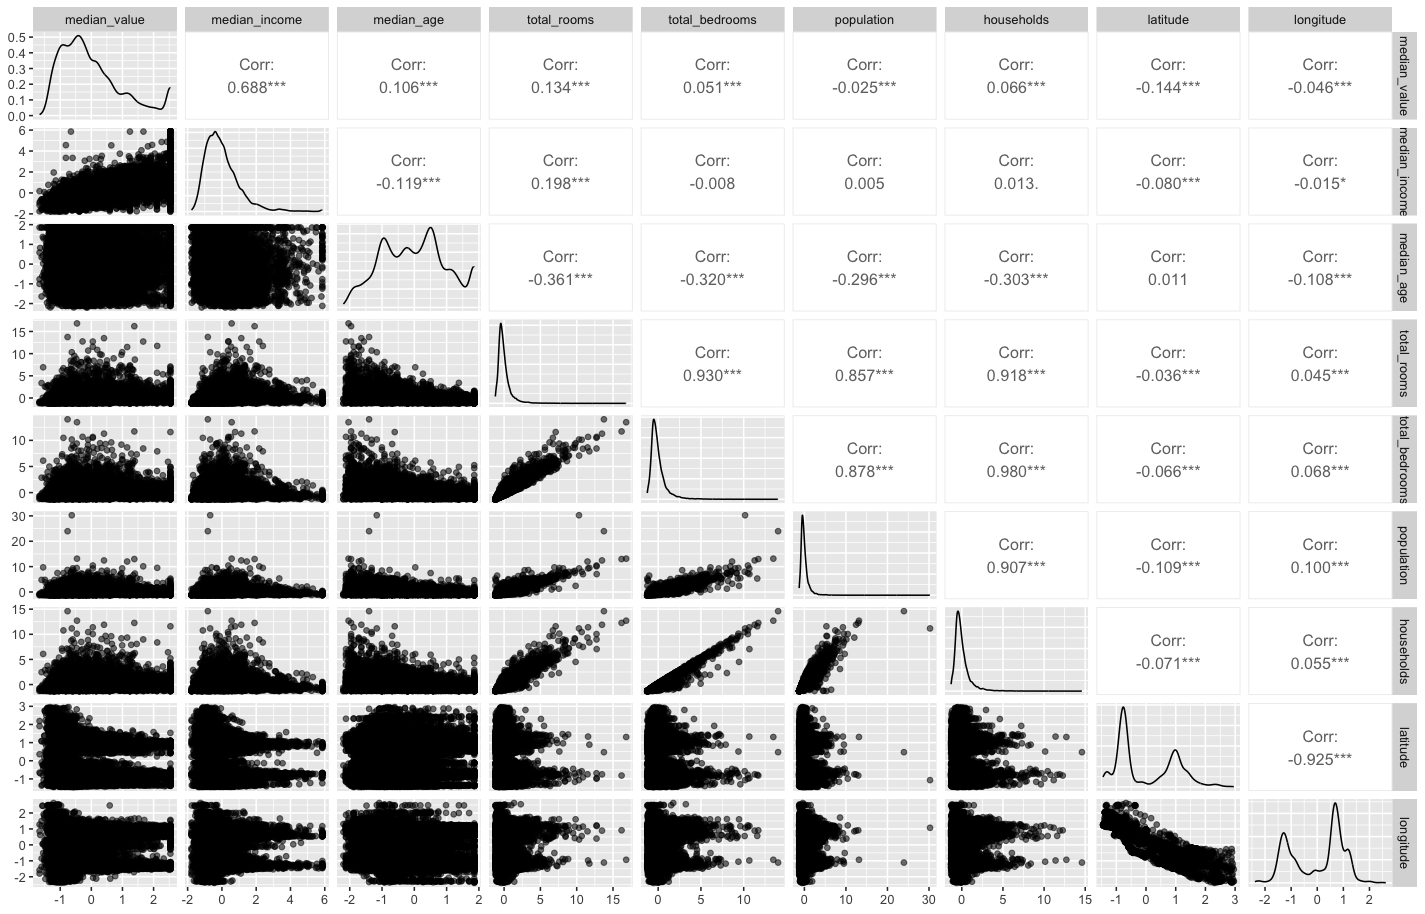 median_value median_income median_age total_rooms total_bedrooms population households latitude longitude
0.5
0.4
0.3
0.2
0.1
0.0
Corr: Corr: Corr: Corr: Corr: Corr: Corr: Corr:
0.688*** 0.106*** 0.134*** 0.051*** -0.025*** 0.066*** -0.144*** -0.046***
median_value
6
4
2
0
-2
Corr: Corr: Corr: Corr: Corr: Corr: Corr:
-0.119*** 0.198*** -0.008 0.005 0.013. -0.080*** -0.015*
median_income
2
1
0
-1
-2
Corr: Corr: Corr: Corr: Corr: Corr:
-0.361*** -0.320*** -0.296*** -0.303*** 0.011 -0.108***
median_age
15
10
5
0
Corr: Corr: Corr: Corr: Corr:
0.930*** 0.857*** 0.918*** -0.036*** 0.045***
total_rooms
10
5
0
Corr: Corr: Corr: Corr:
0.878*** 0.980*** -0.066*** 0.068***
total_bedrooms
30
20
10
0
Corr: Corr: Corr:
0.907*** -0.109*** 0.100***
population
15
10
5
0
Corr: Corr:
-0.071*** 0.055***
households
3
2
1
0
-1
Corr:
-0.925***
latitude
2
1
0
-1
-2
longitude
-1 0 1 2 -2 0 2 4 6 -2 -1 0 1 2 0 5 10 15 0 5 10 0 10 20 30 0 5 10 15 -1 0 1 2 3 -2 -1 0 1 2